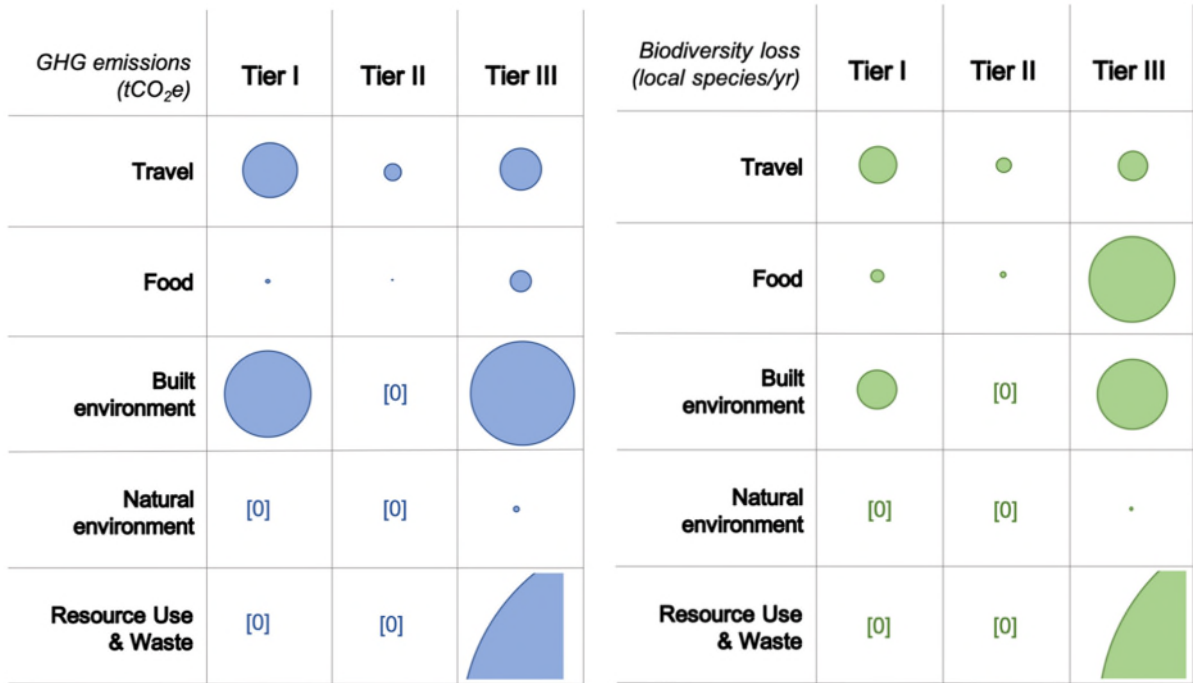 GHG emissions
(tCO₂e)
Tier I
Tier II
Tier III
Travel
Food
Built
environment
[0]
Natural
environment
[0]
[0]
Resource Use
& Waste
[0]
[0]
Biodiversity loss
(local species/yr)
Tier I
Tier II
Tier III
Travel
Food
Built
environment
[0]
Natural
environment
[0]
[0]
Resource Use
& Waste
[0]
[0]